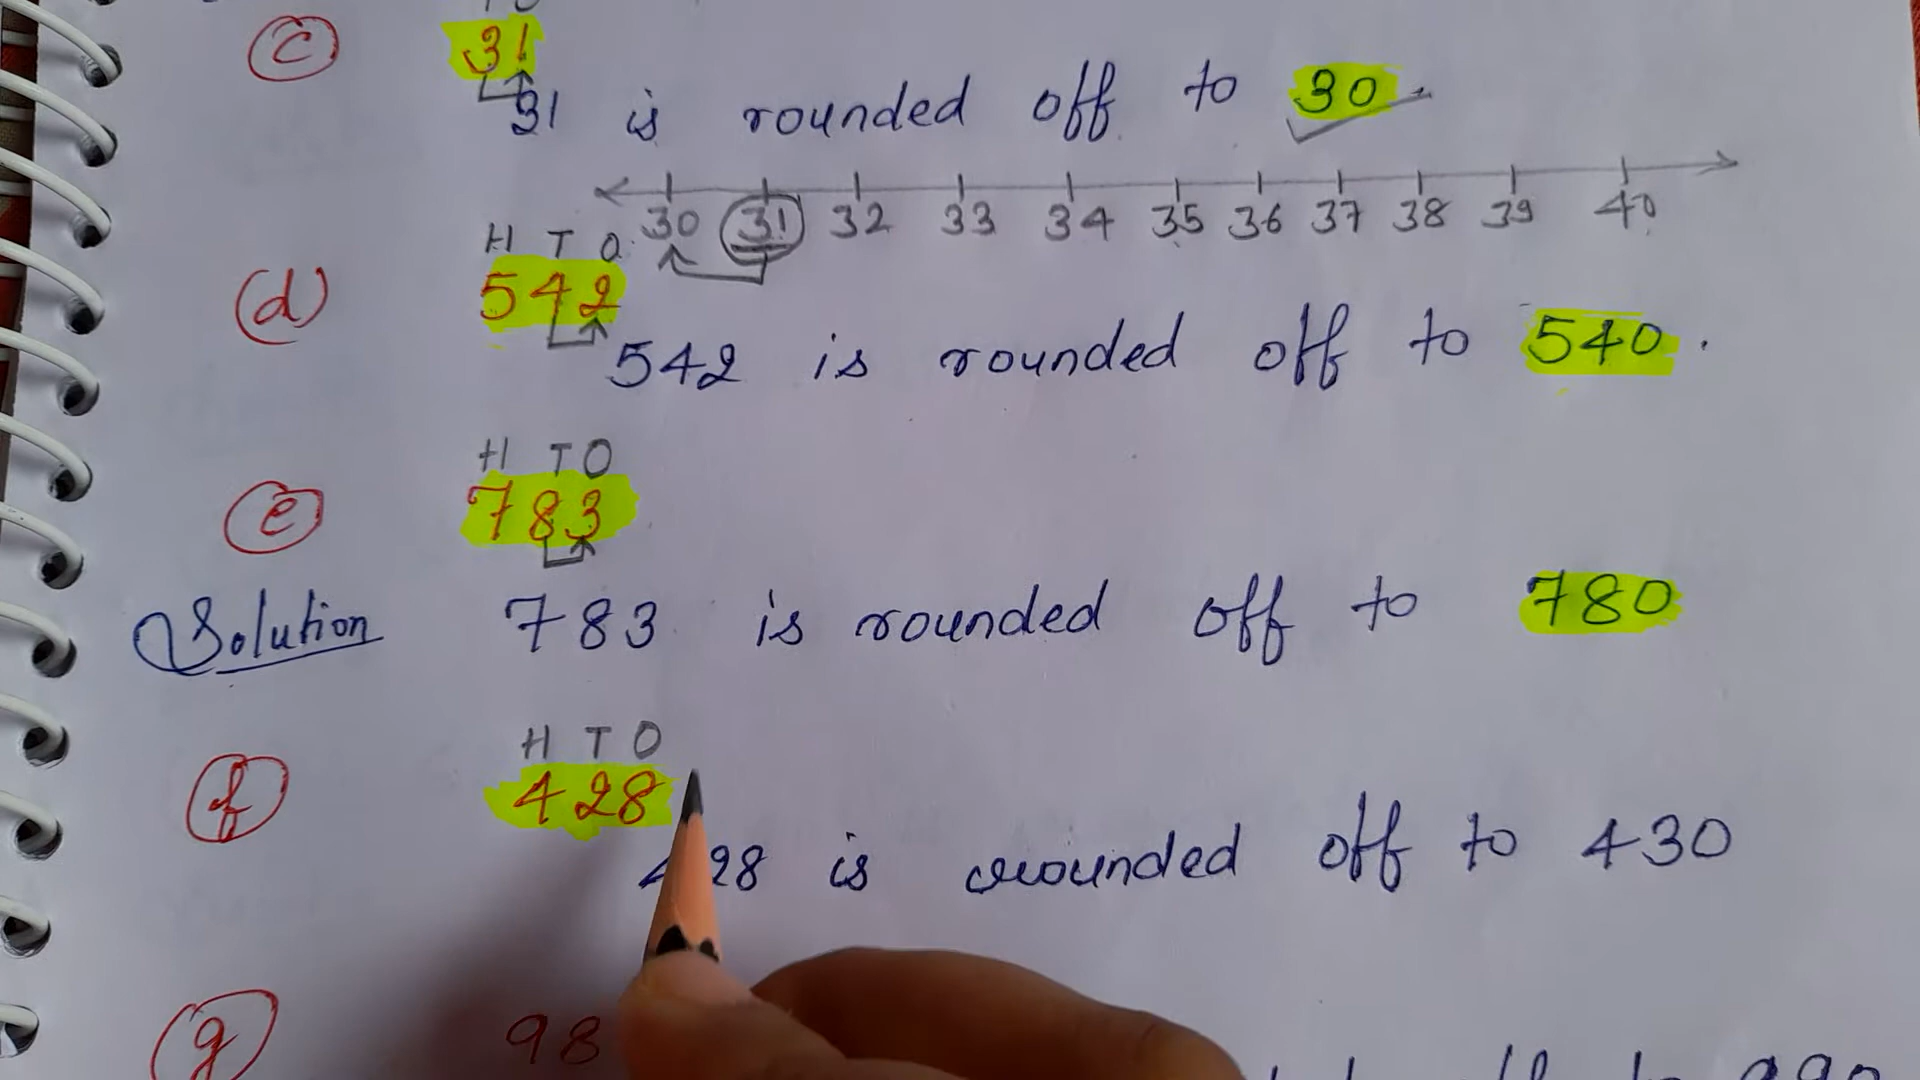 (c) 31
31 is rounded off to 30.
30 31 32 33 34 35 36 37 38 39 40
H T O
(d) 542
542 is rounded off to 540.
H T O
(e) 783
Solution 783 is rounded off to 780
H T O
(f) 428
428 is rounded off to 430
(g) 98